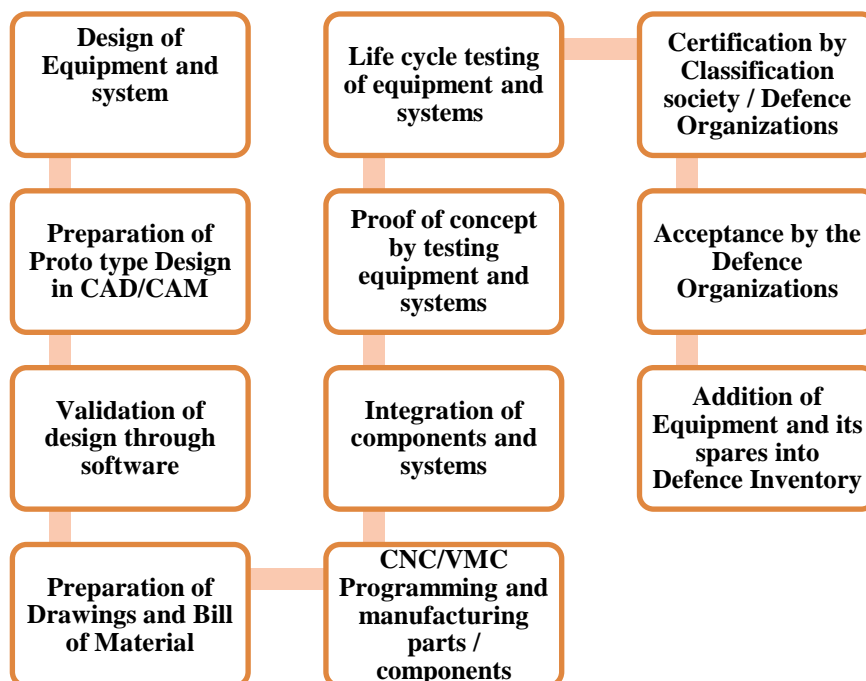 Design of
Equipment and
system
Preparation of
Proto type Design
in CAD/CAM
Validation of
design through
software
Preparation of
Drawings and Bill
of Material
CNC/VMC
Programming and
manufacturing
parts /
components
Integration of
components and
systems
Proof of concept
by testing
equipment and
systems
Life cycle testing
of equipment and
systems
Certification by
Classification
society / Defence
Organizations
Acceptance by the
Defence
Organizations
Addition of
Equipment and its
spares into
Defence Inventory